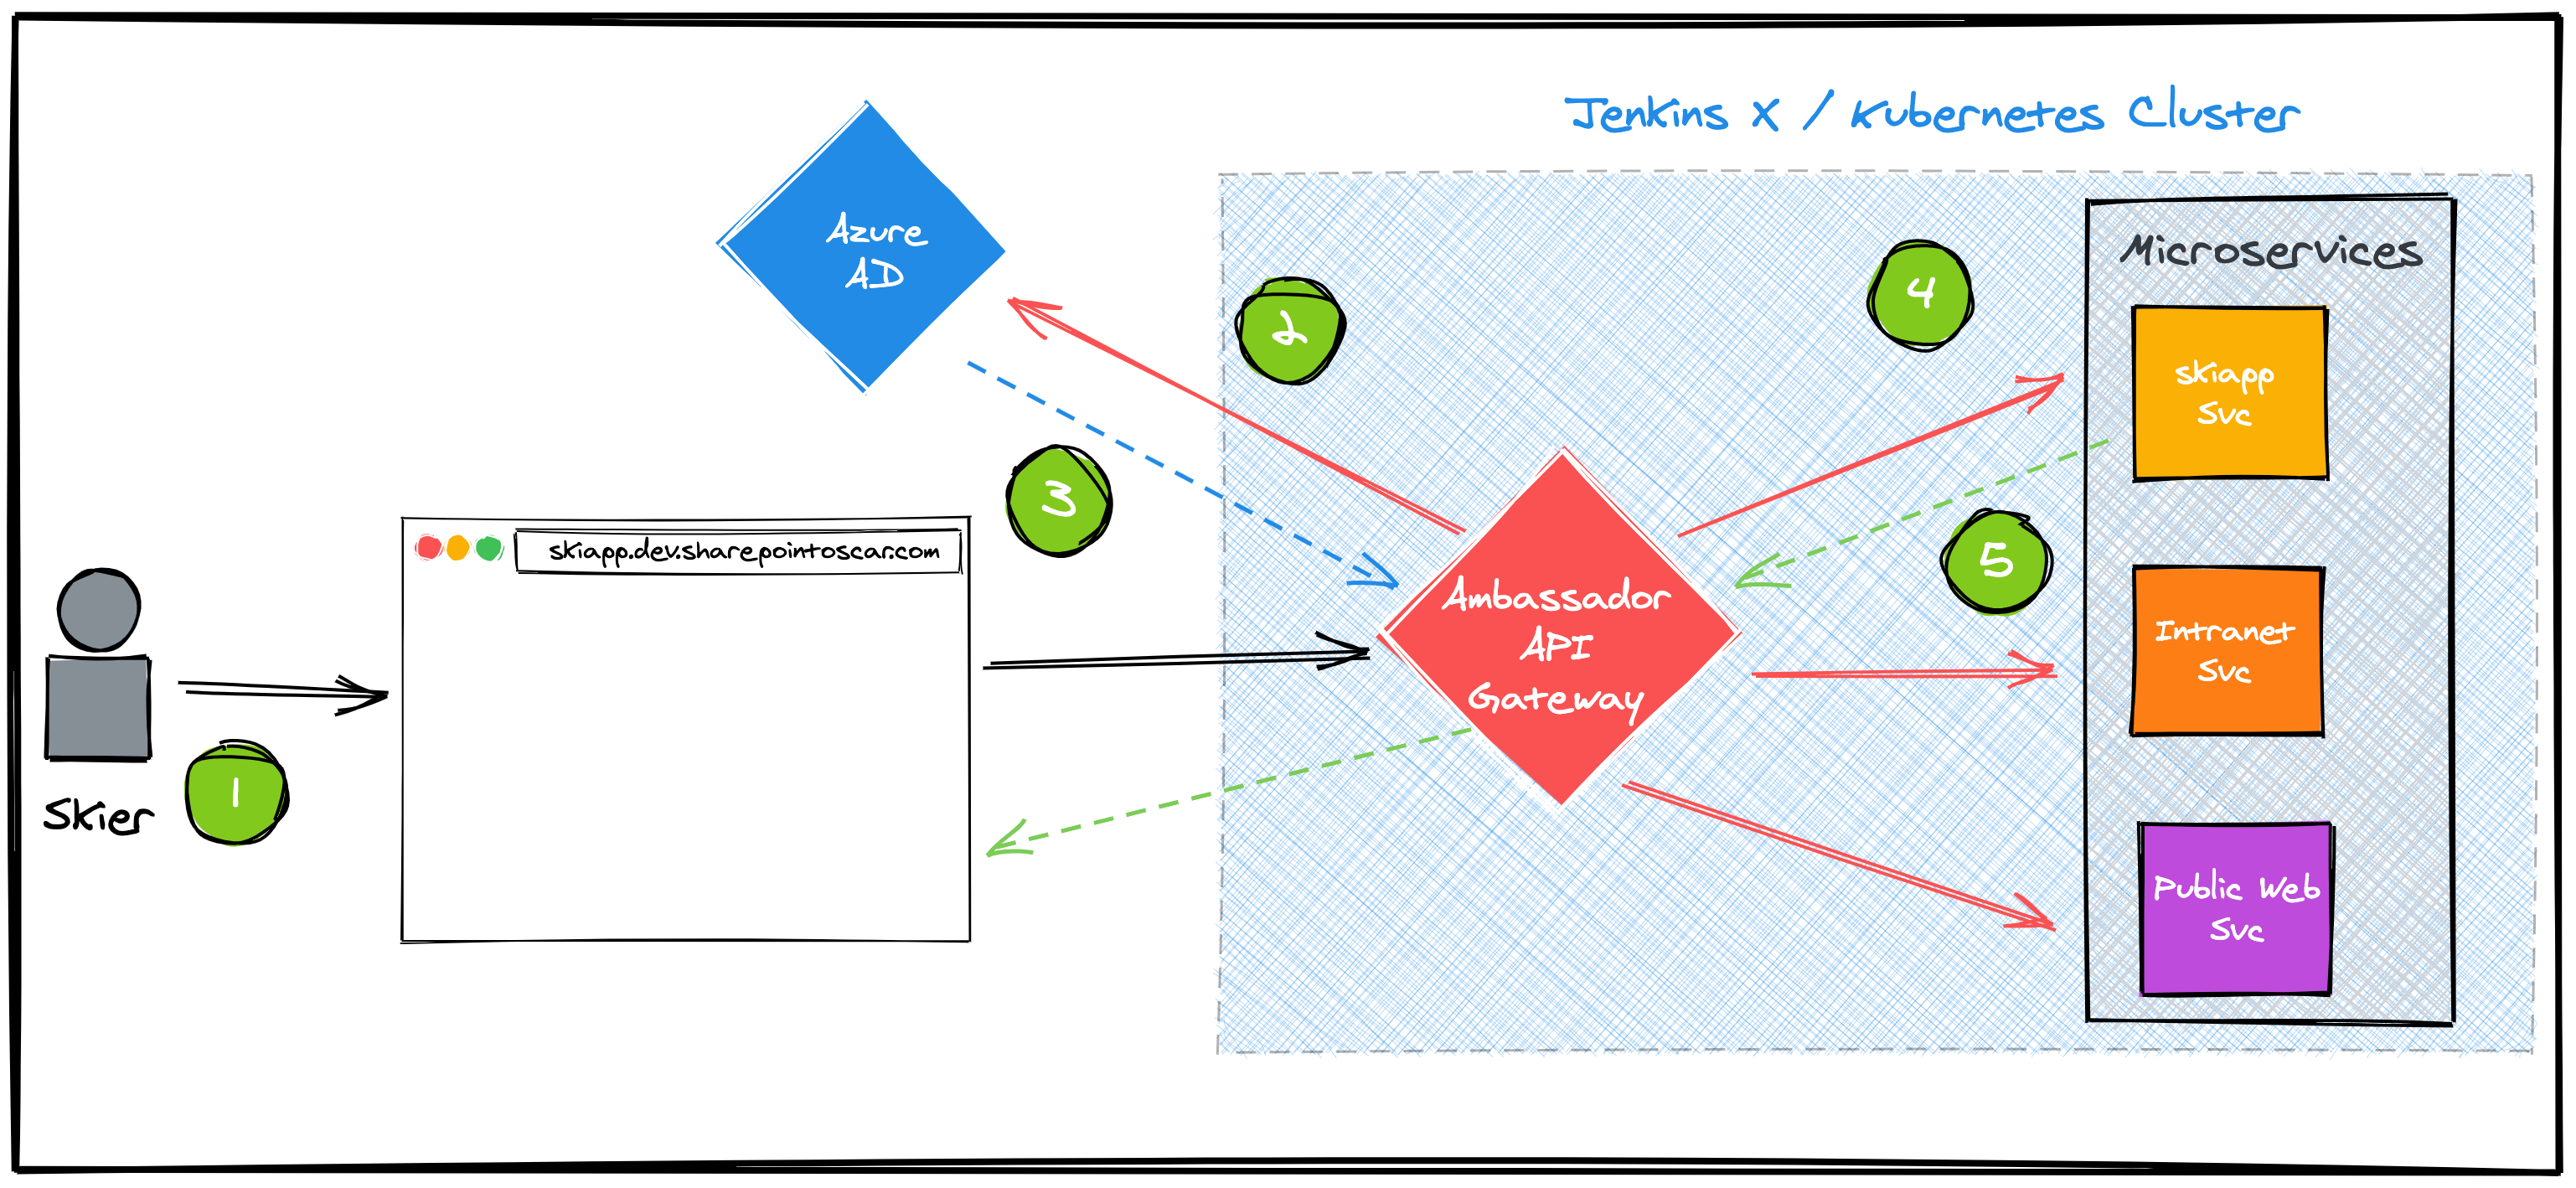 Jenkins X / Kubernetes Cluster
Azure
AD
2
4
Microservices
skiapp
Svc
3
5
skiapp.dev.sharepointoscar.com
Ambassador
API
Gateway
Intranet
Svc
1
Skier
Public Web
Svc